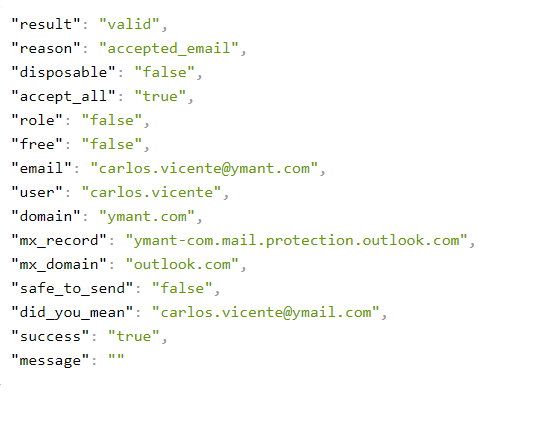 "result": "valid",
"reason": "accepted_email",
"disposable": "false",
"accept_all": "true",
"role": "false",
"free": "false",
"email": "carlos.vicente@ymant.com",
"user": "carlos.vicente",
"domain": "ymant.com",
"mx_record": "ymant-com.mail.protection.outlook.com",
"mx_domain": "outlook.com",
"safe_to_send": "false",
"did_you_mean": "carlos.vicente@ymail.com",
"success": "true",
"message": ""